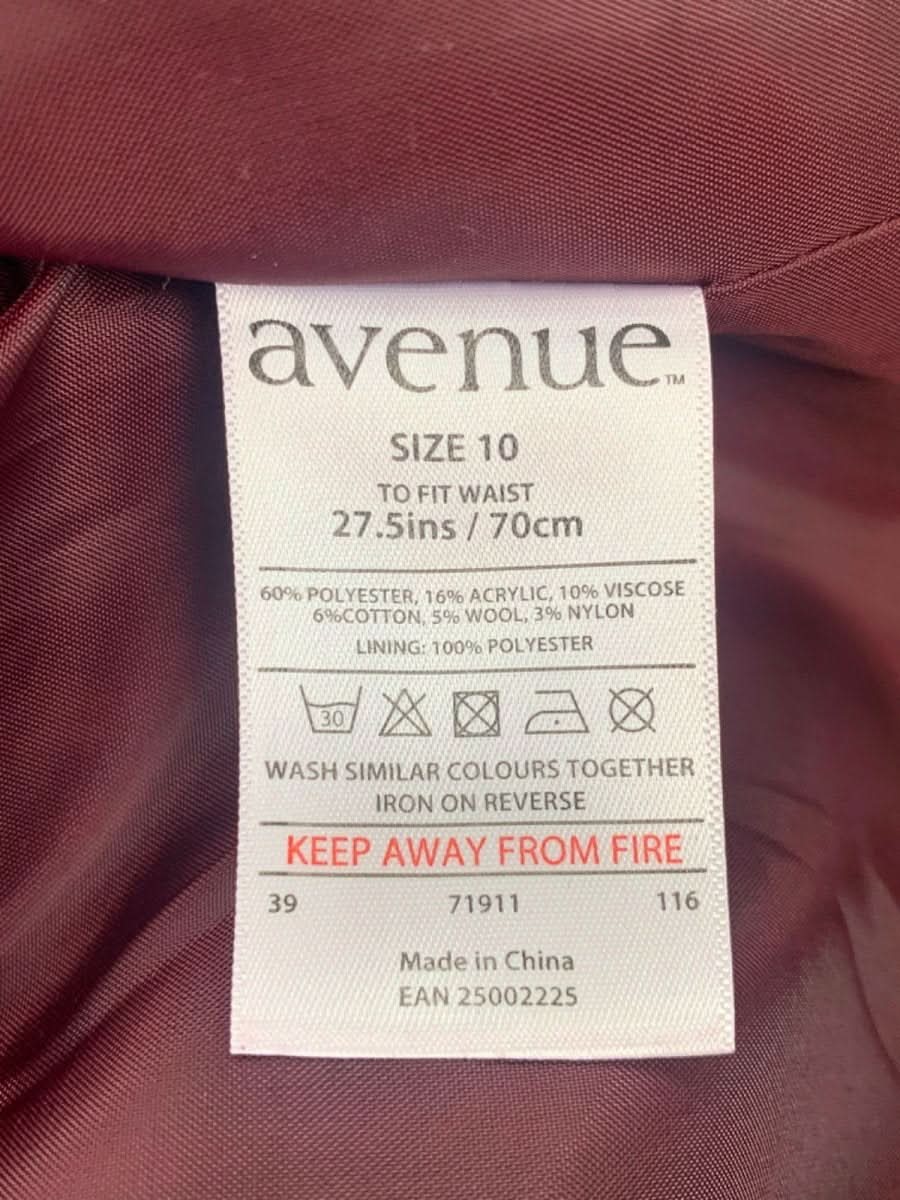 avenue™
SIZE 10
TO FIT WAIST
27.5ins / 70cm
60% POLYESTER, 16% ACRYLIC, 10% VISCOSE
6%COTTON, 5% WOOL, 3% NYLON
LINING: 100% POLYESTER
30
WASH SIMILAR COLOURS TOGETHER
IRON ON REVERSE
KEEP AWAY FROM FIRE
39 71911 116
Made in China
EAN 25002225